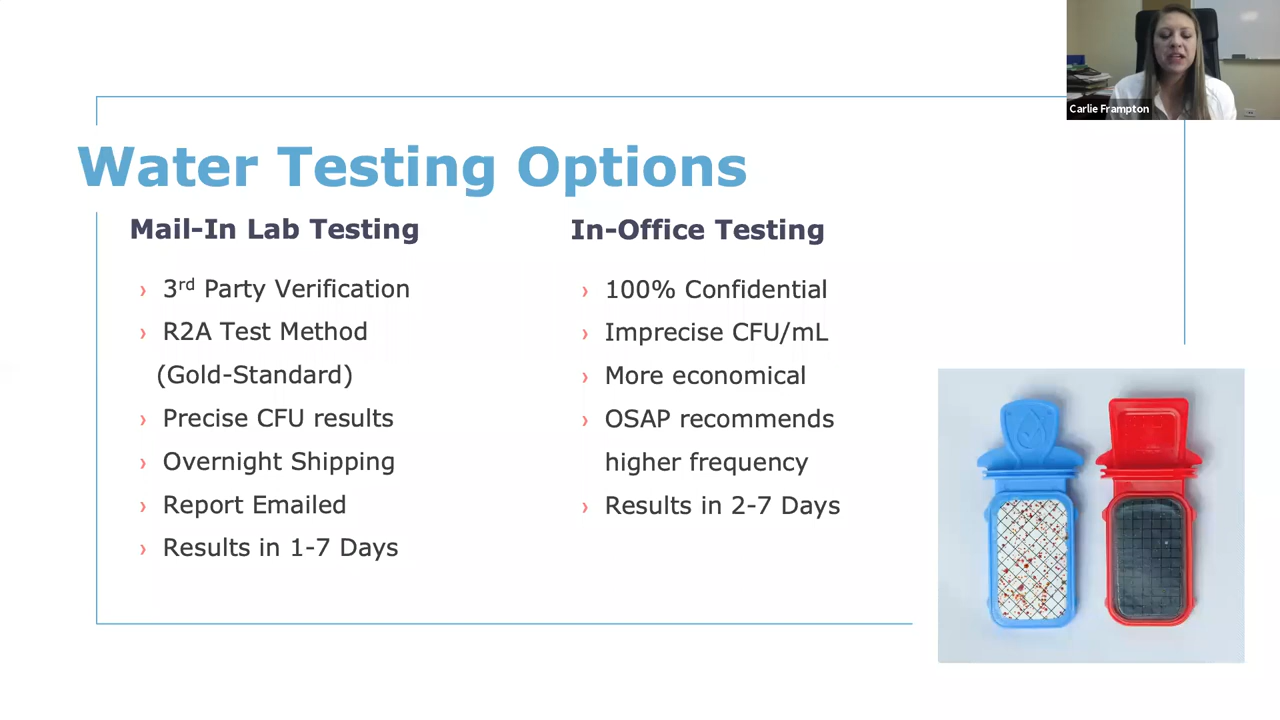 Carlie Frampton
Water Testing Options
Mail-In Lab Testing
› 3rd Party Verification
› R2A Test Method
(Gold-Standard)
› Precise CFU results
› Overnight Shipping
› Report Emailed
› Results in 1-7 Days
In-Office Testing
› 100% Confidential
› Imprecise CFU/mL
› More economical
› OSAP recommends
higher frequency
› Results in 2-7 Days